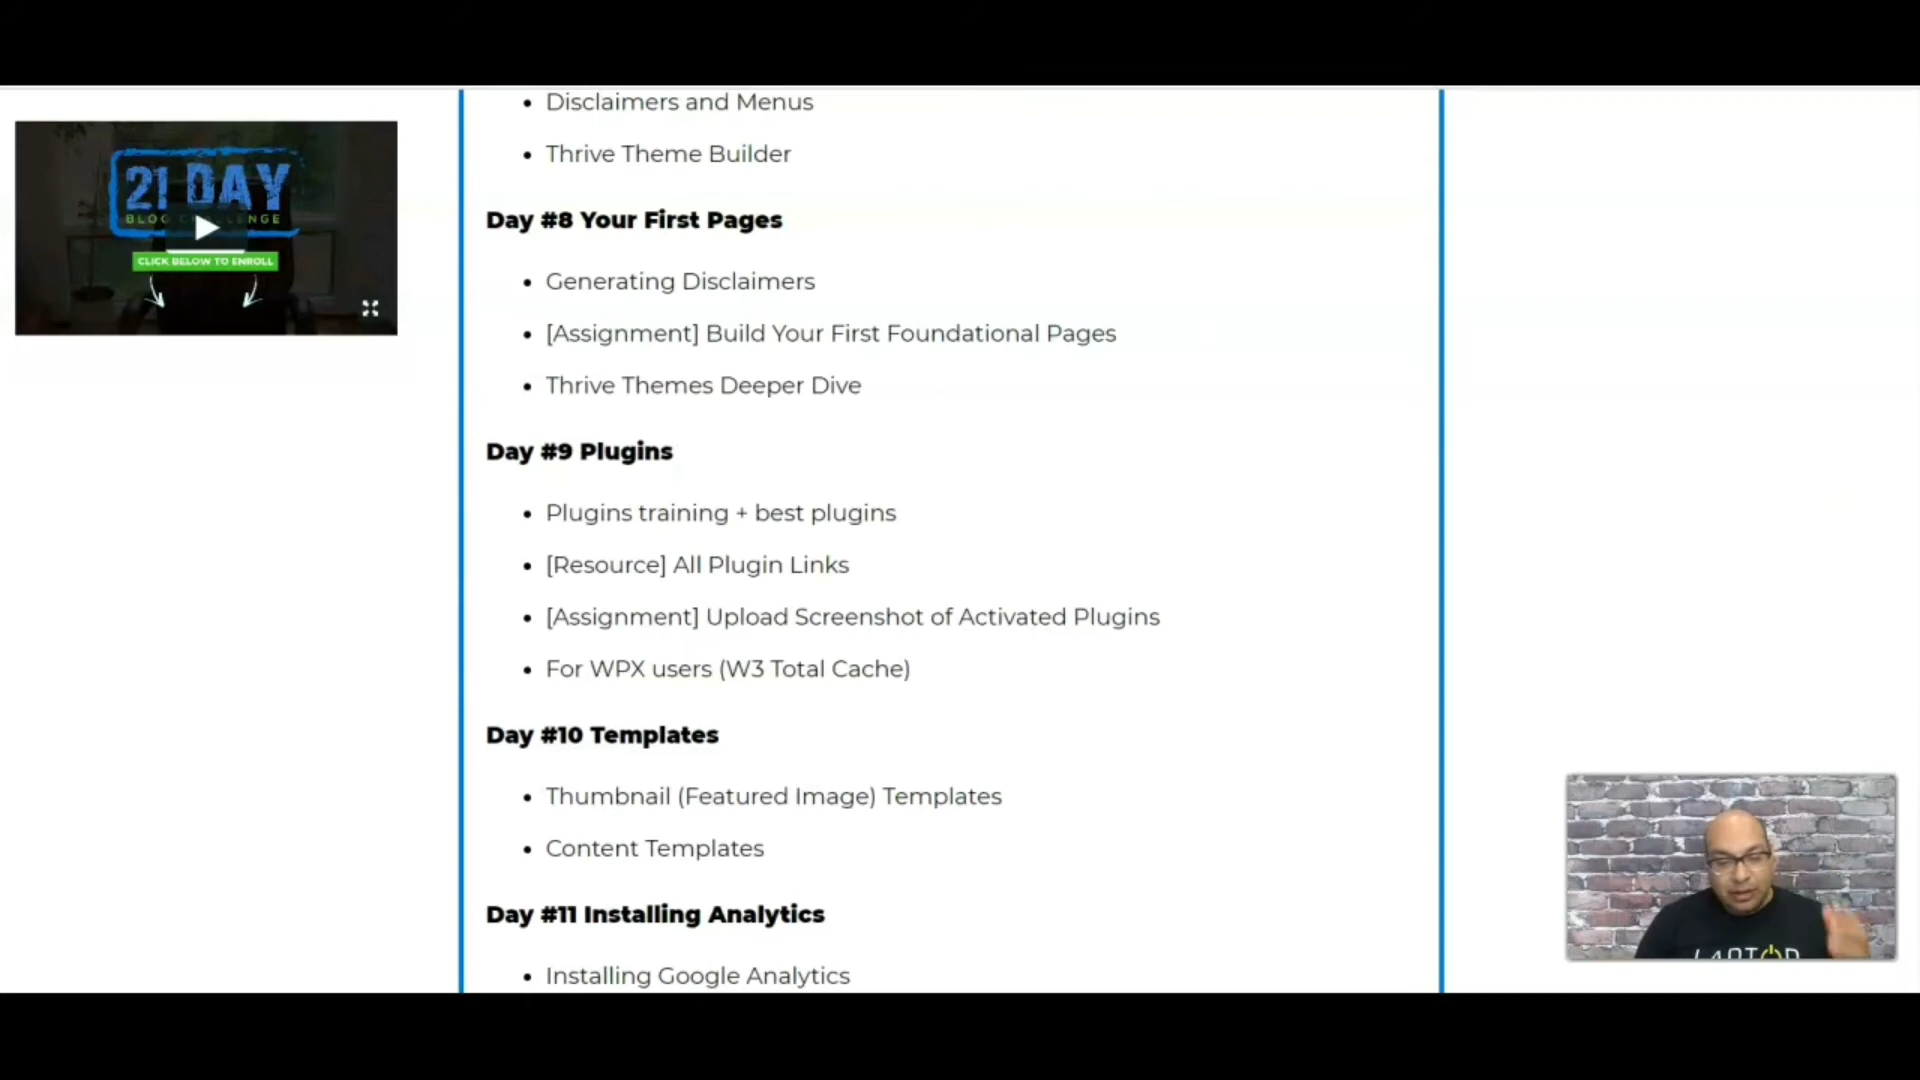 Disclaimers and Menus
Thrive Theme Builder
21 DAY
BLOG CHALLENGE
CLICK BELOW TO ENROLL
Day #8 Your First Pages
Generating Disclaimers
[Assignment] Build Your First Foundational Pages
Thrive Themes Deeper Dive
Day #9 Plugins
Plugins training + best plugins
[Resource] All Plugin Links
[Assignment] Upload Screenshot of Activated Plugins
For WPX users (W3 Total Cache)
Day #10 Templates
Thumbnail (Featured Image) Templates
Content Templates
Day #11 Installing Analytics
Installing Google Analytics
LAPTOP